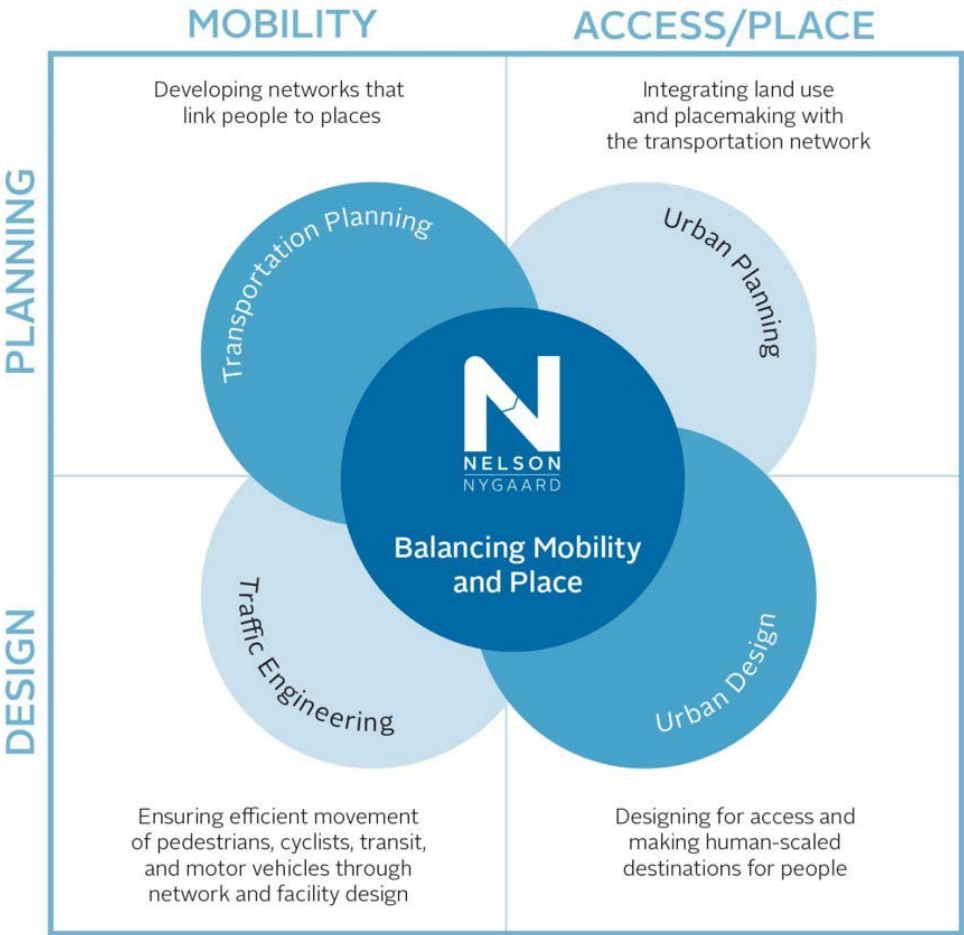 MOBILITY
ACCESS/PLACE
PLANNING
Developing networks that
link people to places
Integrating land use
and placemaking with
the transportation network
Transportation Planning
Urban Planning
N
NELSON
NYGAARD
Balancing Mobility
and Place
DESIGN
Traffic Engineering
Urban Design
Ensuring efficient movement
of pedestrians, cyclists, transit,
and motor vehicles through
network and facility design
Designing for access and
making human-scaled
destinations for people